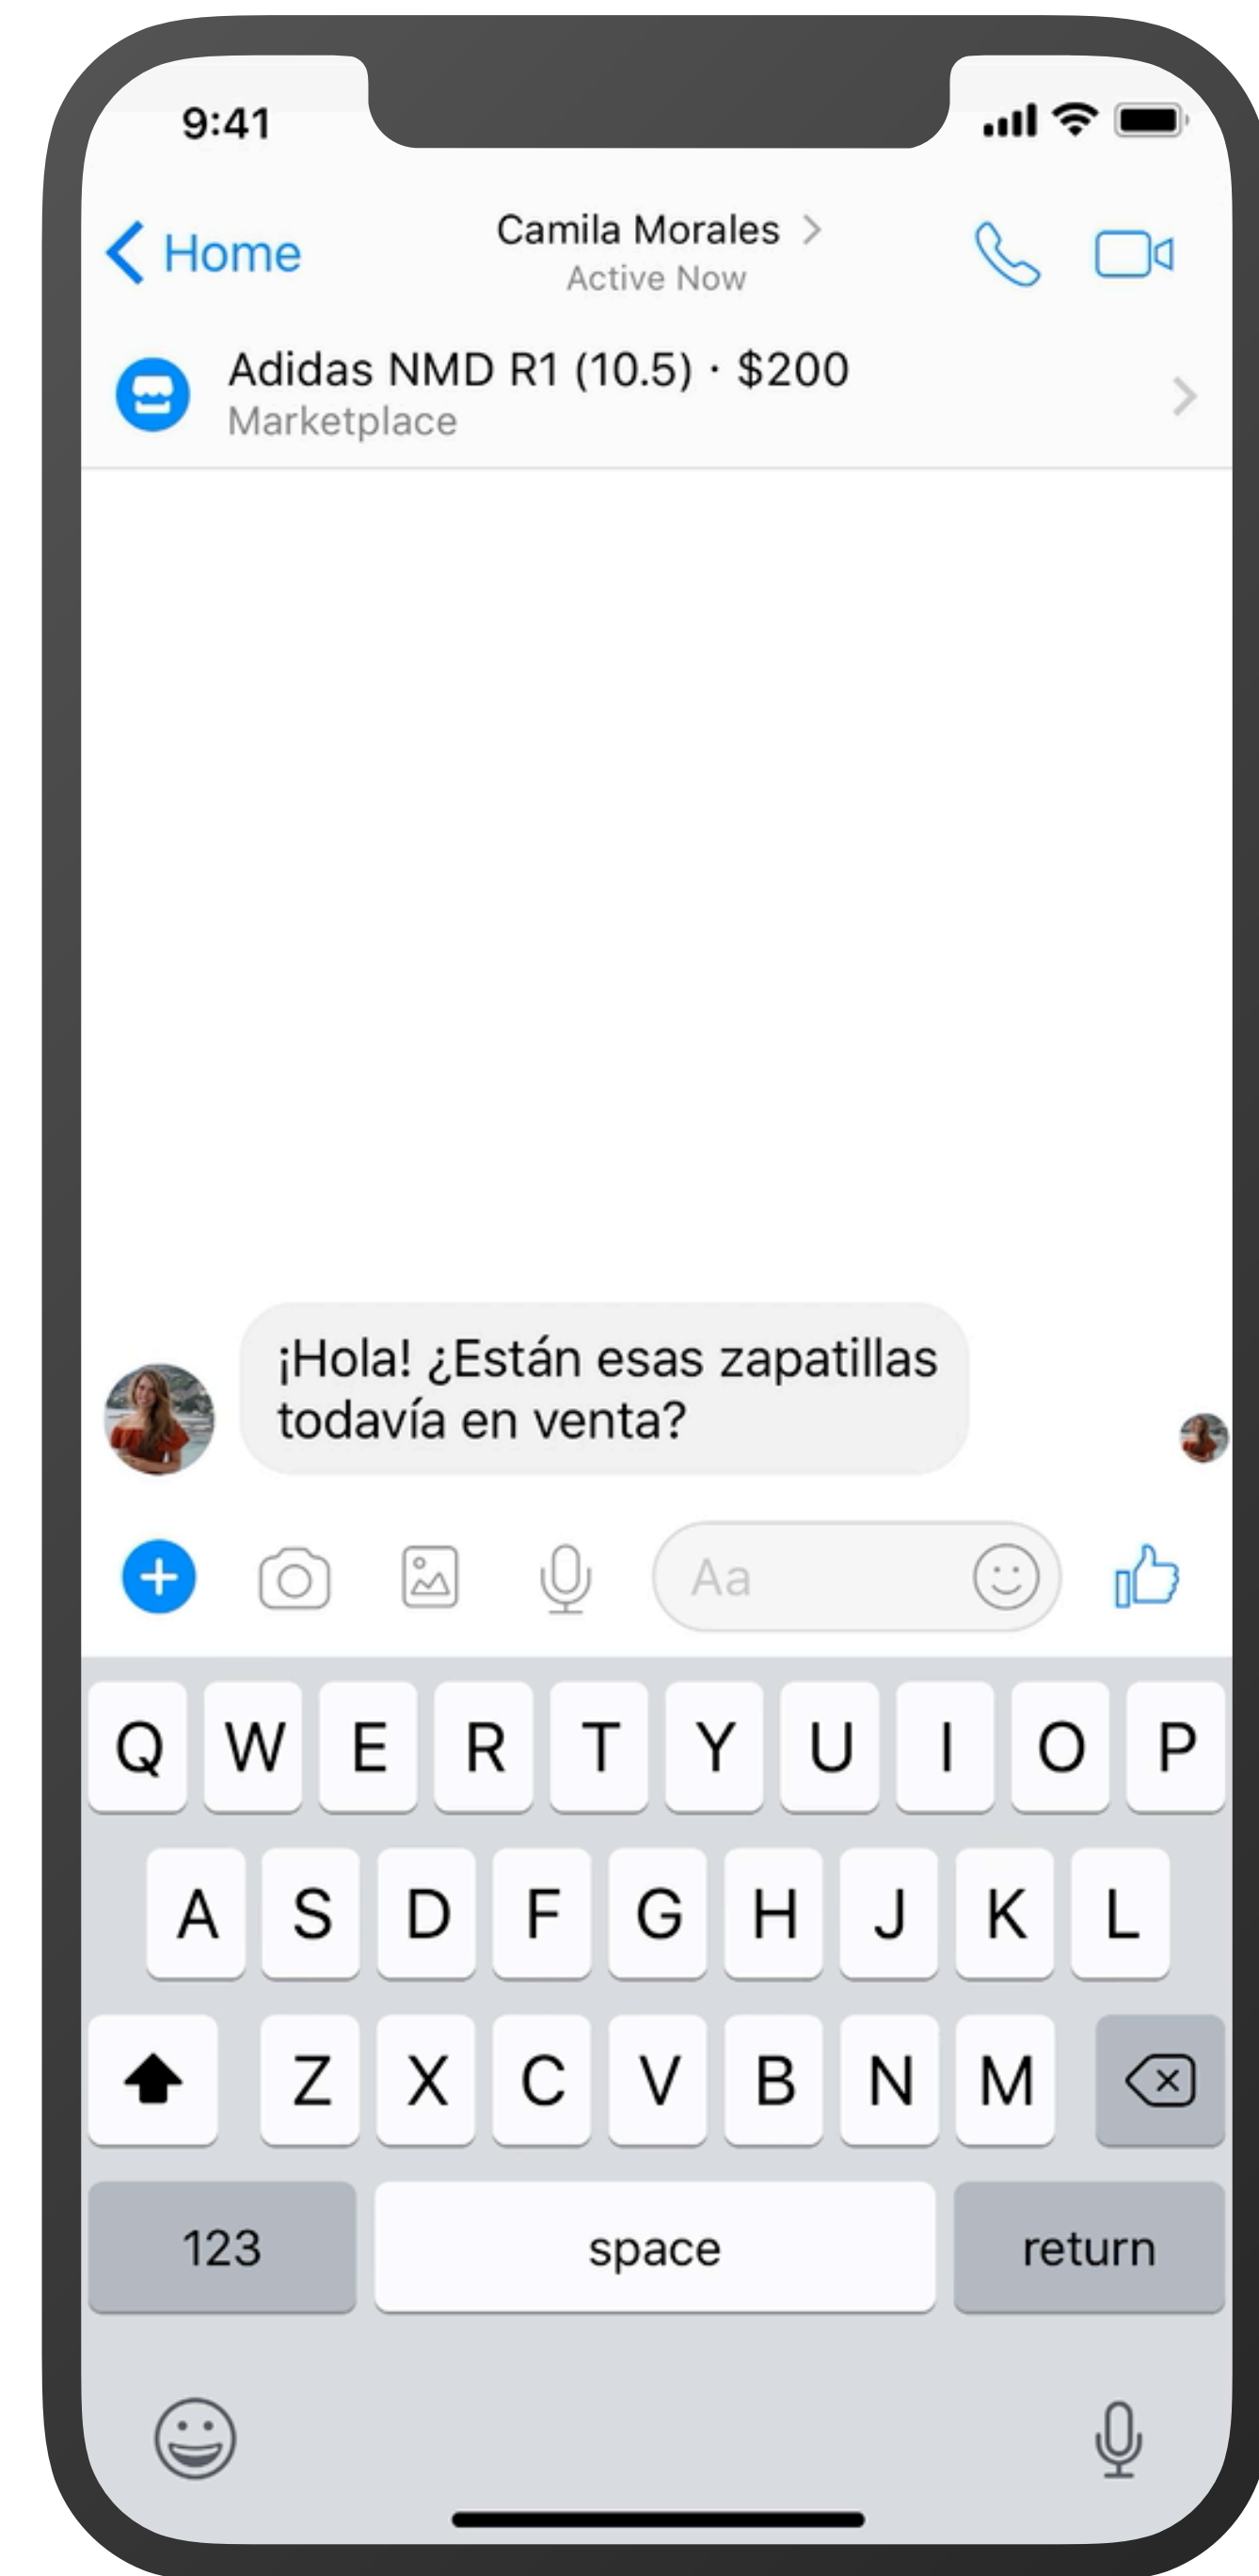 9:41
Home
Camila Morales
Active Now
Adidas NMD R1 (10.5) · $200
Marketplace
¡Hola! ¿Están esas zapatillas
todavía en venta?
Aa
Q W E R T Y U I O P
A S D F G H J K L
Z X C V B N M
123 space return